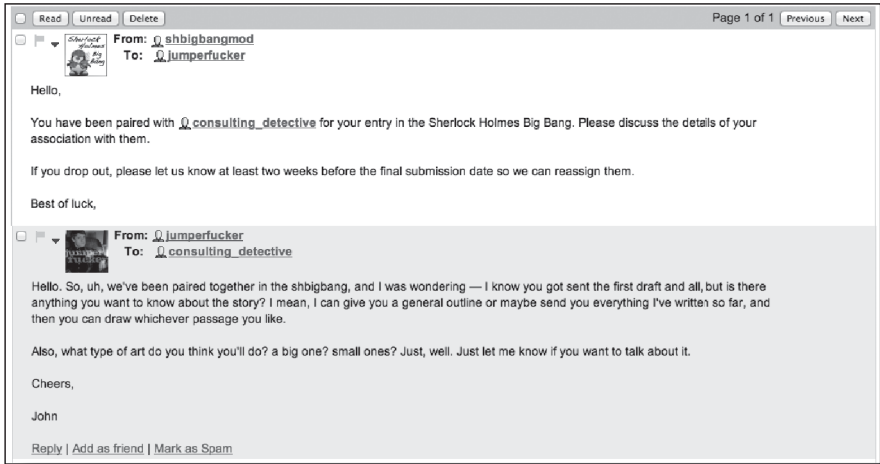 Read Unread Delete Page 1 of 1 Previous Next
Sherlock
Holmes
Big
Bang
From: shbigbangmod
To: jumperfucker
Hello,
You have been paired with consulting_detective for your entry in the Sherlock Holmes Big Bang. Please discuss the details of your
association with them.
If you drop out, please let us know at least two weeks before the final submission date so we can reassign them.
Best of luck,
jumper
fucker
From: jumperfucker
To: consulting_detective
Hello. So, uh, we've been paired together in the shbigbang, and I was wondering — I know you got sent the first draft and all, but is there
anything you want to know about the story? I mean, I can give you a general outline or maybe send you everything I've written so far, and
then you can draw whichever passage you like.
Also, what type of art do you think you'll do? a big one? small ones? Just, well. Just let me know if you want to talk about it.
Cheers,
John
Reply | Add as friend | Mark as Spam